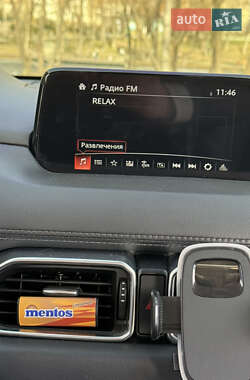 AUTO RIA
Радио FM
11:46
RELAX
Развлечения
mentos